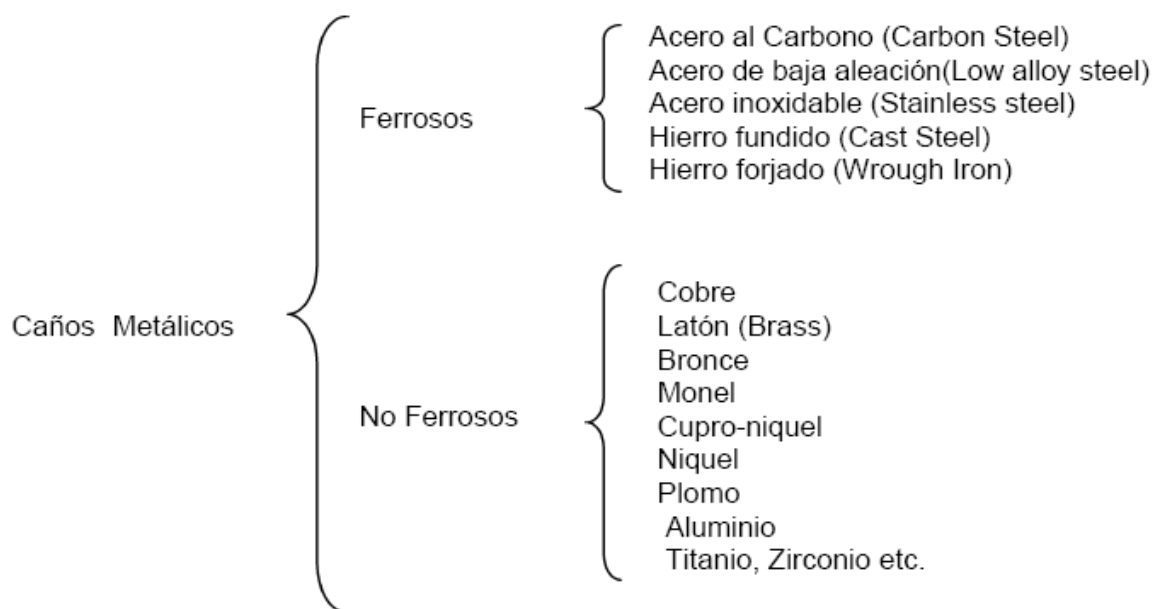 Caños Metálicos
Ferrosos
Acero al Carbono (Carbon Steel)
Acero de baja aleación(Low alloy steel)
Acero inoxidable (Stainless steel)
Hierro fundido (Cast Steel)
Hierro forjado (Wrough Iron)
No Ferrosos
Cobre
Latón (Brass)
Bronce
Monel
Cupro-niquel
Niquel
Plomo
Aluminio
Titanio, Zirconio etc.